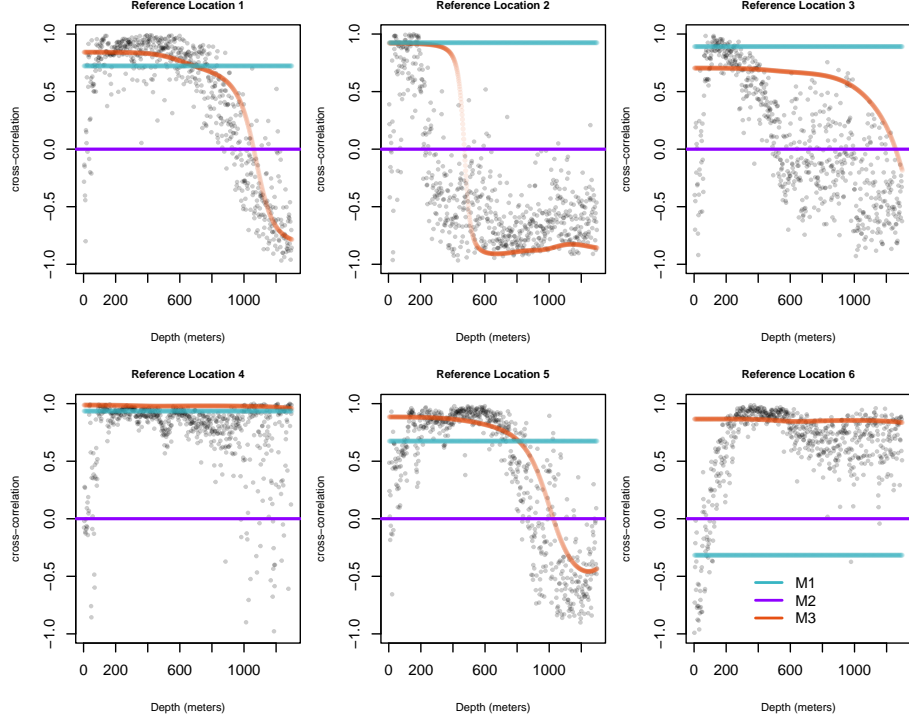 Reference Location 1
Reference Location 2
Reference Location 3
cross−correlation
1.0
0.5
0.0
−0.5
−1.0
0 200 600 1000
Depth (meters)
cross−correlation
1.0
0.5
0.0
−0.5
−1.0
0 200 600 1000
Depth (meters)
cross−correlation
1.0
0.5
0.0
−0.5
−1.0
0 200 600 1000
Depth (meters)
Reference Location 4
Reference Location 5
Reference Location 6
cross−correlation
1.0
0.5
0.0
−0.5
−1.0
0 200 600 1000
Depth (meters)
cross−correlation
1.0
0.5
0.0
−0.5
−1.0
0 200 600 1000
Depth (meters)
cross−correlation
1.0
0.5
0.0
−0.5
−1.0
M1
M2
M3
0 200 600 1000
Depth (meters)